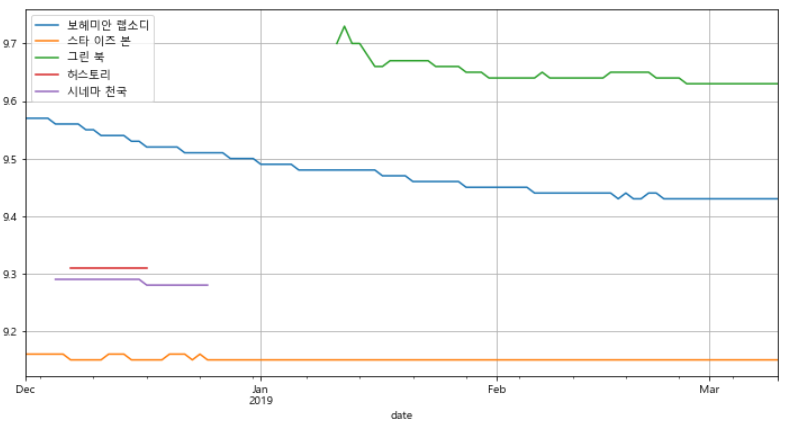 보헤미안 랩소디
스타 이즈 본
그린 북
허스토리
시네마 천국
9.7
9.6
9.5
9.4
9.3
9.2
Dec
Jan
2019
Feb
Mar
date